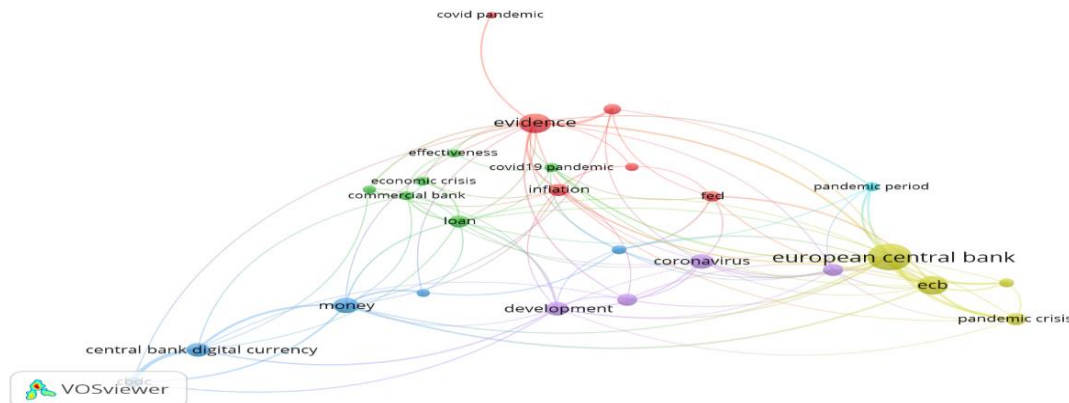 covid pandemic
evidence
effectiveness
covid19 pandemic
economic crisis
inflation
pandemic period
commercial bank
fed
loan
european central bank
coronavirus
ecb
money
development
pandemic crisis
central bank digital currency
cbdc
VOSviewer